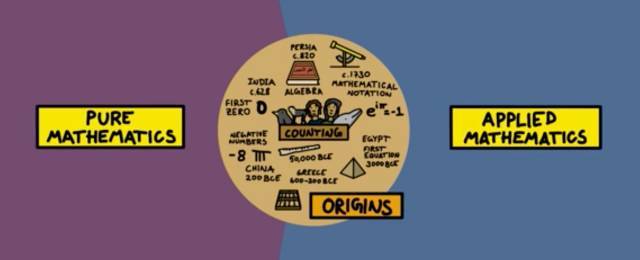 PURE
MATHEMATICS
APPLIED
MATHEMATICS
PERSIA
c.820
ALGEBRA
c.1730
MATHEMATICAL
NOTATION
e^iπ=-1
INDIA
c.628
FIRST
ZERO 0
COUNTING
50,000 BCE
NEGATIVE
NUMBERS
-8
CHINA
200 BCE
GREECE
600-300 BCE
EGYPT
FIRST
EQUATION
3000 BCE
ORIGINS